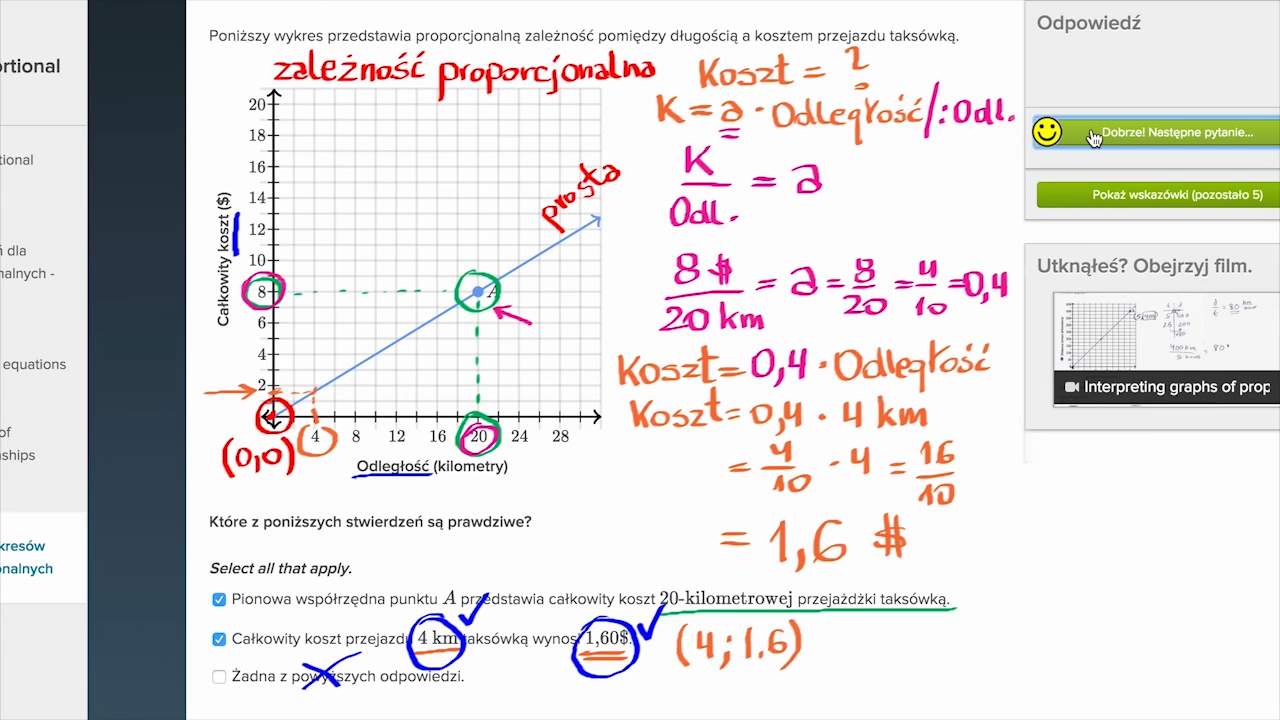 Poniższy wykres przedstawia proporcjonalną zależność pomiędzy długością a kosztem przejazdu taksówką.
zależność proporcjonalna
20
18
16
14
12
10
8
6
4
2
Całkowity koszt ($)
prosta
A
4 8 12 16 20 24 28
(0,0)
Odległość (kilometry)
Koszt = ?
K = a · Odległość /: Odl.
K
Odl.
= a
8 $
20 km
= a = 8/20 = 4/10 = 0,4
Koszt = 0,4 · Odległość
Koszt = 0,4 · 4 km
= 4/10 · 4 = 16/10
= 1,6 $
Które z poniższych stwierdzeń są prawdziwe?
Select all that apply.
Pionowa współrzędna punktu A przedstawia całkowity koszt 20-kilometrowej przejażdżki taksówką.
Całkowity koszt przejazdu 4 km taksówką wynosi 1,60$.
(4; 1.6)
Żadna z powyższych odpowiedzi.
ortional
ortional
ń dla
nalnych -
e equations
of
nships
kresów
onalnych
Odpowiedź
Dobrze! Następne pytanie...
Pokaż wskazówki (pozostało 5)
Utknąłeś? Obejrzyj film.
Interpreting graphs of prop